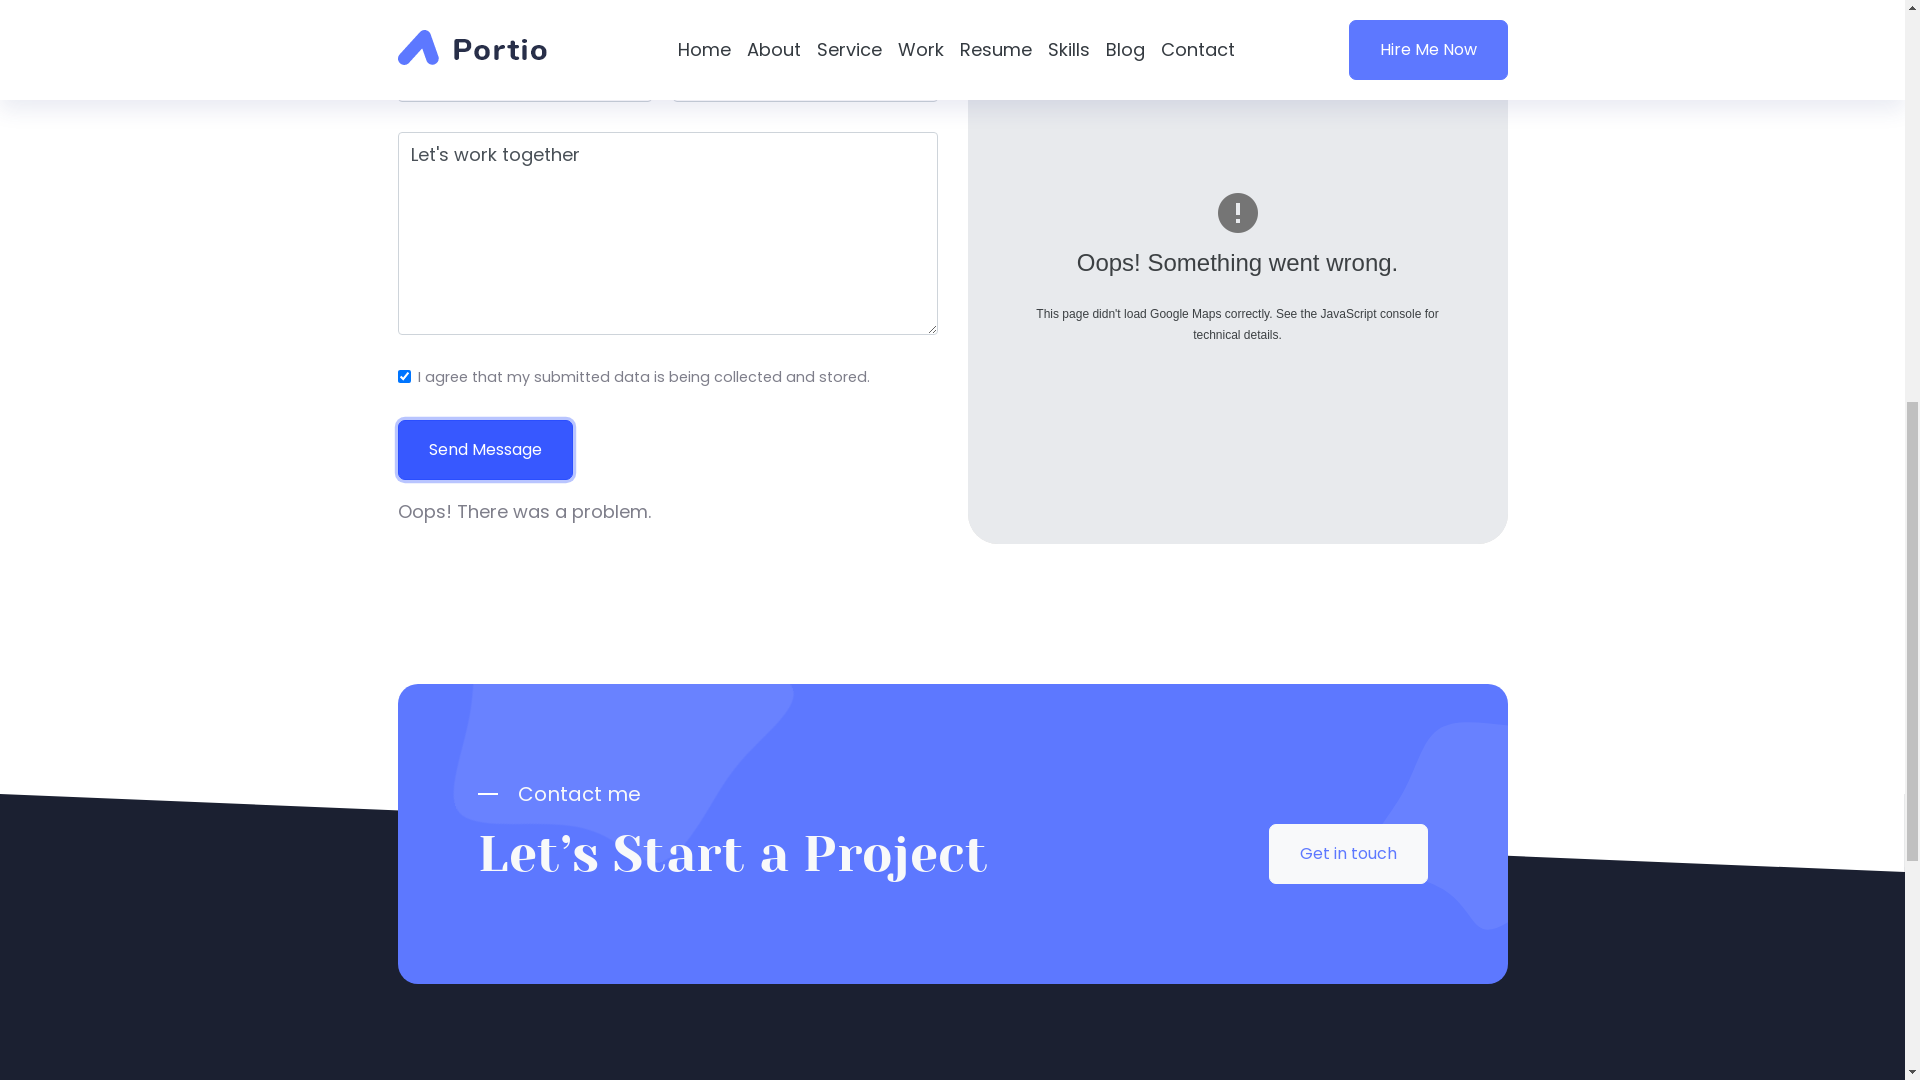 Portio
Home About Service Work Resume Skills Blog Contact
Hire Me Now
Let's work together
I agree that my submitted data is being collected and stored.
Send Message
Oops! There was a problem.
!
Oops! Something went wrong.
This page didn't load Google Maps correctly. See the JavaScript console for
technical details.
Contact me
Let’s Start a Project
Get in touch